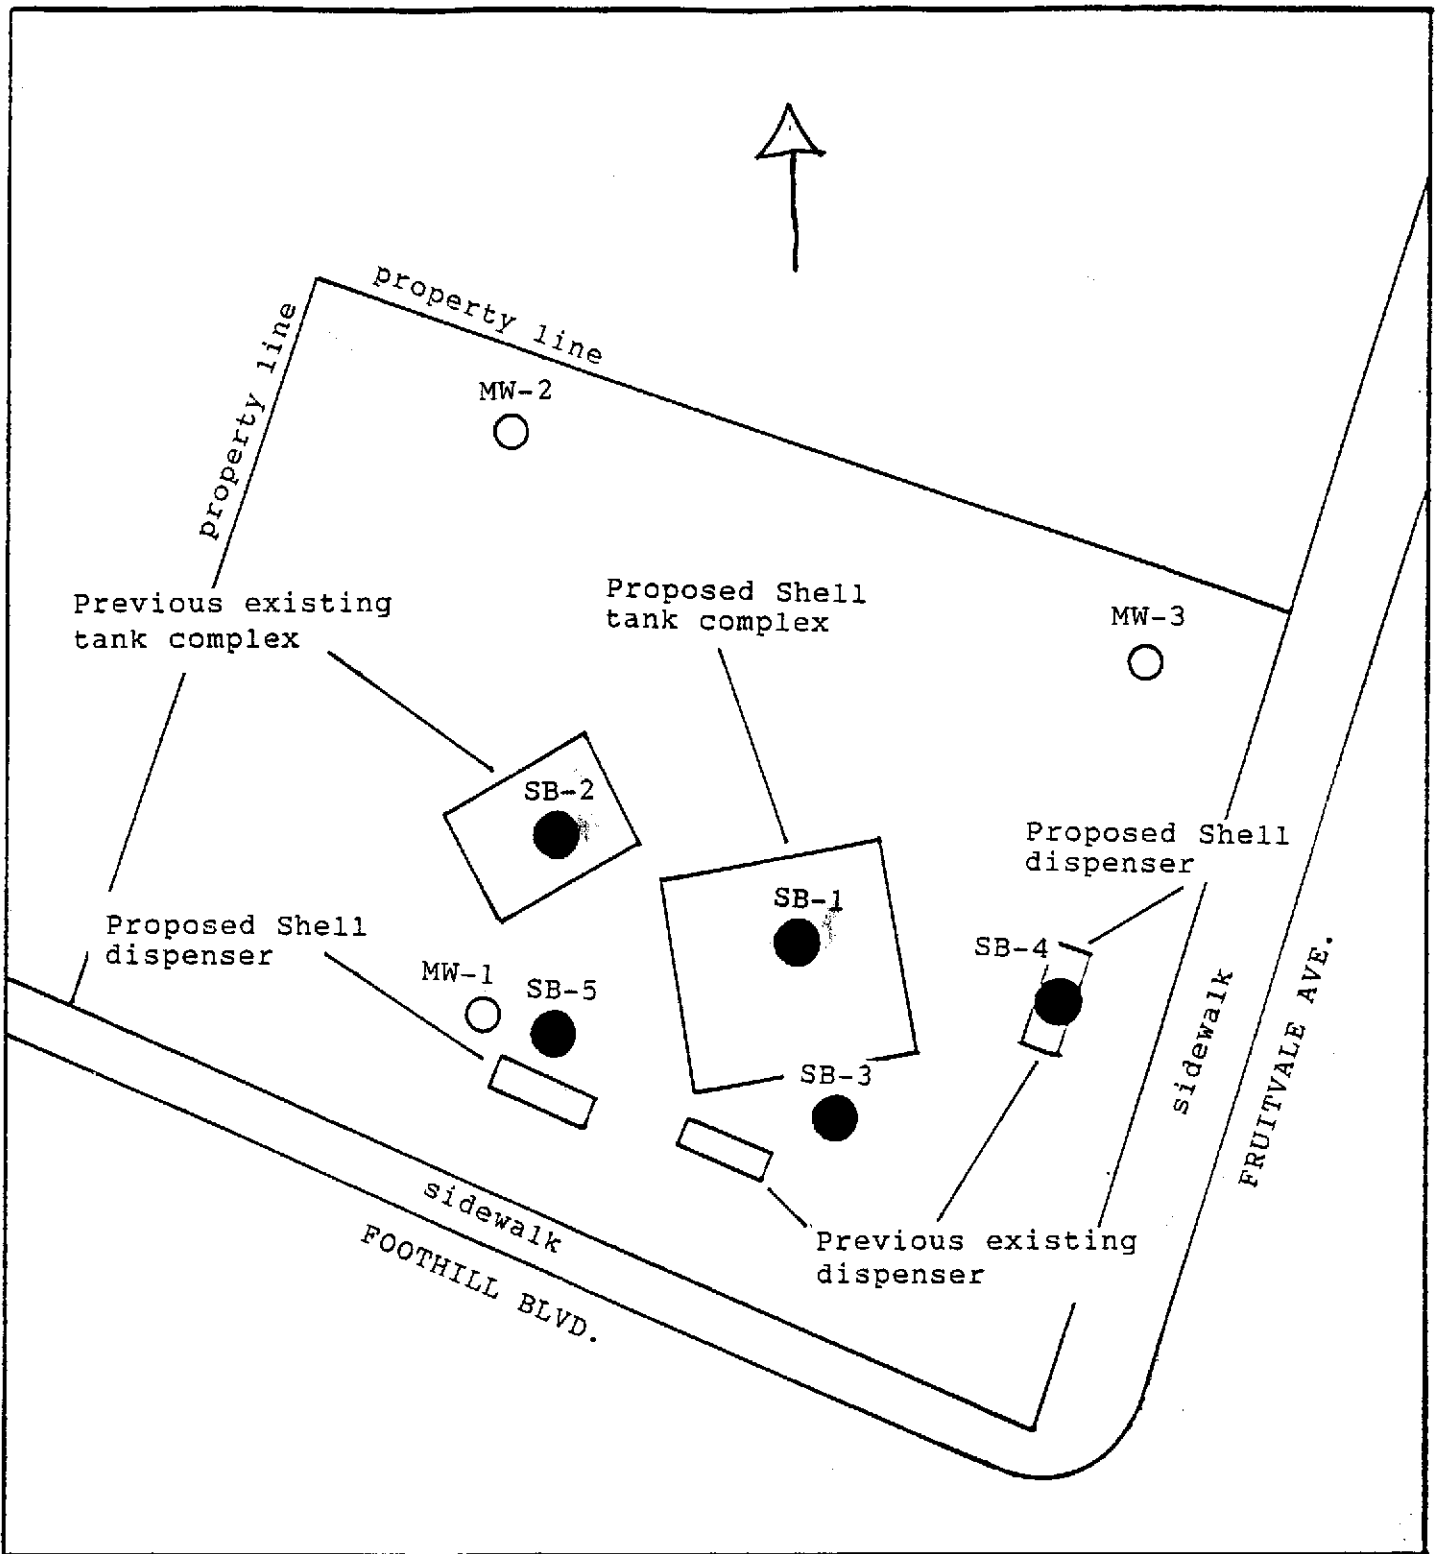 property line
property line
MW-2
Previous existing
tank complex
Proposed Shell
tank complex
MW-3
SB-2
Proposed Shell
dispenser
SB-1
Proposed Shell
dispenser
SB-4
MW-1
SB-5
SB-3
sidewalk
FRUITVALE AVE.
sidewalk
FOOTHILL BLVD.
Previous existing
dispenser